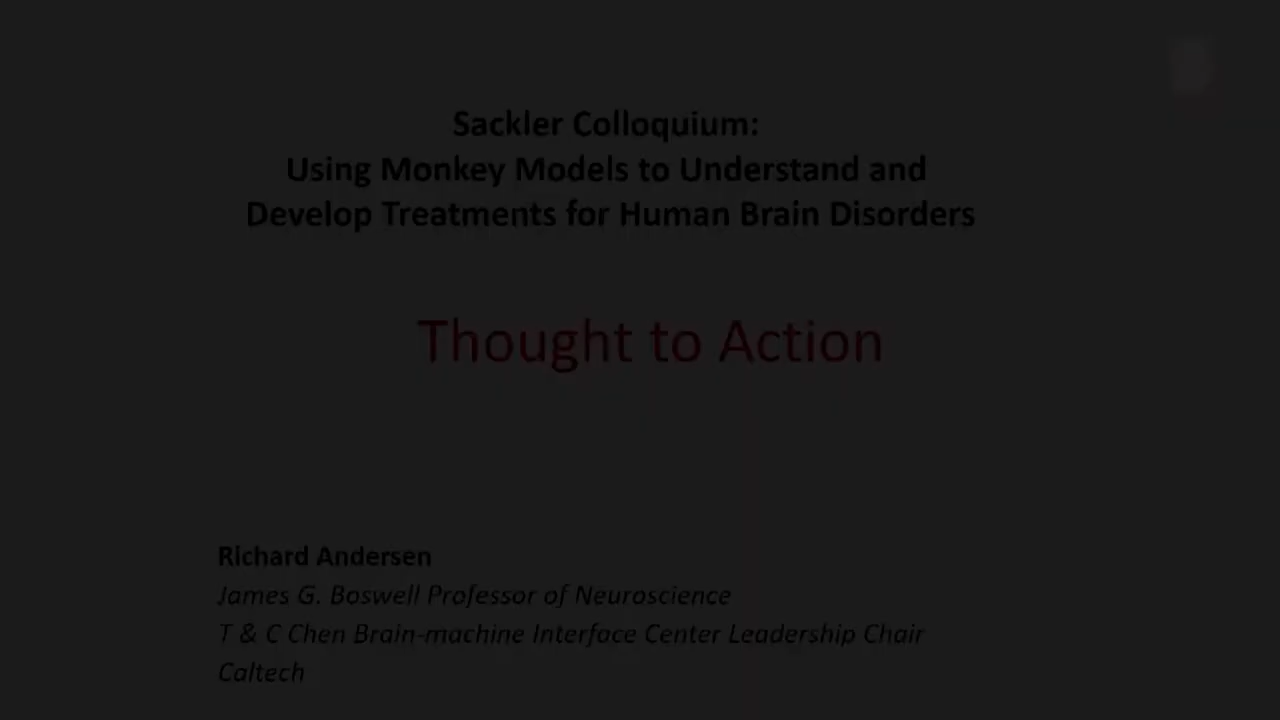 Sackler Colloquium:
Using Monkey Models to Understand and
Develop Treatments for Human Brain Disorders
Thought to Action
Richard Andersen
James G. Boswell Professor of Neuroscience
T & C Chen Brain-machine Interface Center Leadership Chair
Caltech